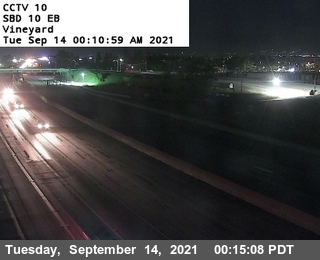 CCTV 10
SBD 10 EB
Vineyard
Tue Sep 14 00:10:59 AM 2021
Tuesday, September 14, 2021 00:15:08 PDT